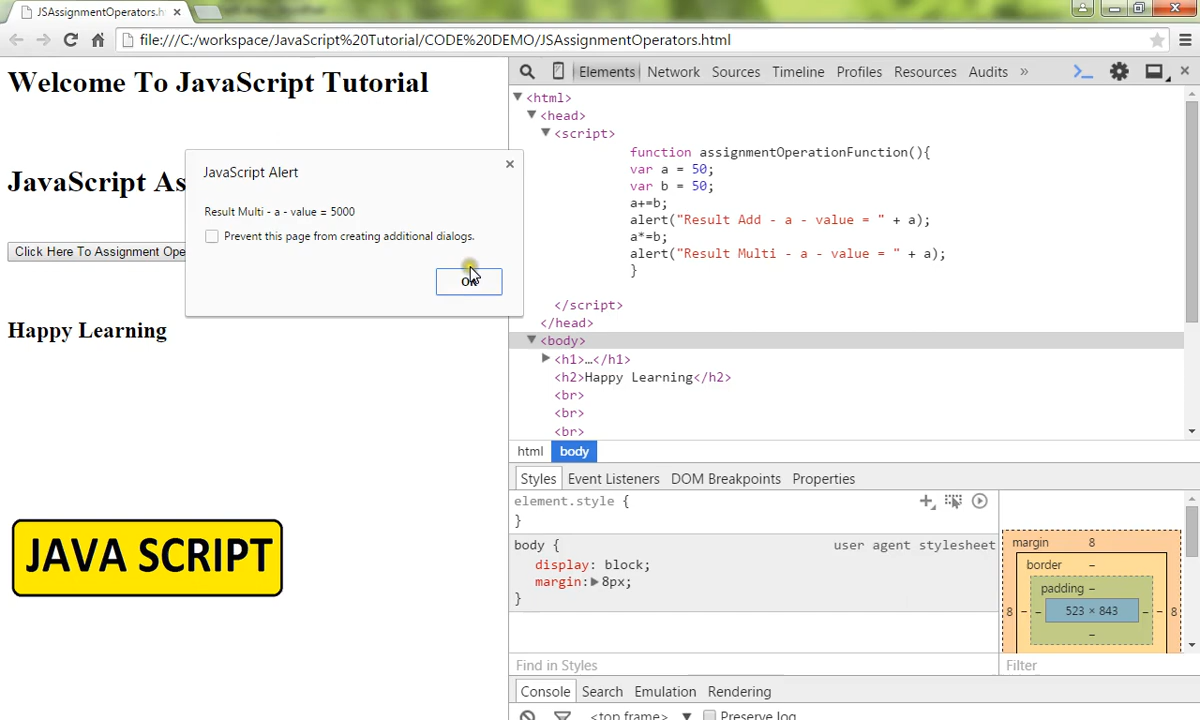 JSAssignmentOperators.h
file:///C:/workspace/JavaScript%20Tutorial/CODE%20DEMO/JSAssignmentOperators.html
Welcome To JavaScript Tutorial
JavaScript As
Click Here To Assignment Ope
Happy Learning
JAVA SCRIPT
JavaScript Alert
Result Multi - a - value = 5000
Prevent this page from creating additional dialogs.
OK
Elements Network Sources Timeline Profiles Resources Audits »
<html>
<head>
<script>
function assignmentOperationFunction(){
var a = 50;
var b = 50;
a+=b;
alert("Result Add - a - value = " + a);
a*=b;
alert("Result Multi - a - value = " + a);
}
</script>
</head>
<body>
<h1>…</h1>
<h2>Happy Learning</h2>
<br>
<br>
<br>
html body
Styles Event Listeners DOM Breakpoints Properties
element.style {
}
body { user agent stylesheet
display: block;
margin: 8px;
}
margin 8
border –
padding –
8 – – 523 × 843 – – 8
–
Find in Styles Filter
Console Search Emulation Rendering
<top frame> ▼ Preserve log